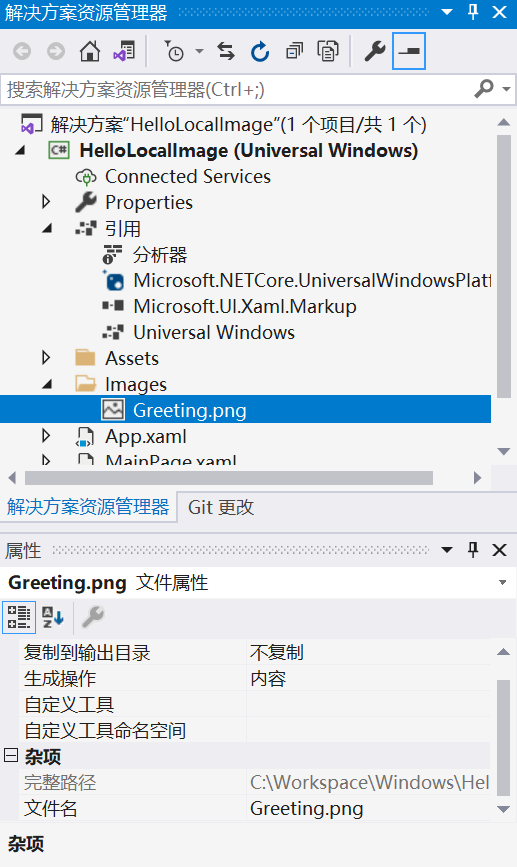 解决方案资源管理器
搜索解决方案资源管理器(Ctrl+;)
解决方案“HelloLocalImage”(1 个项目/共 1 个)
C# HelloLocalImage (Universal Windows)
Connected Services
Properties
引用
分析器
Microsoft.NETCore.UniversalWindowsPlatf
Microsoft.UI.Xaml.Markup
Universal Windows
Assets
Images
Greeting.png
App.xaml
MainPage.xaml
解决方案资源管理器 Git 更改
属性
Greeting.png 文件属性
复制到输出目录 不复制
生成操作 内容
自定义工具
自定义工具命名空间
杂项
完整路径 C:\Workspace\Windows\Hel
文件名 Greeting.png
杂项